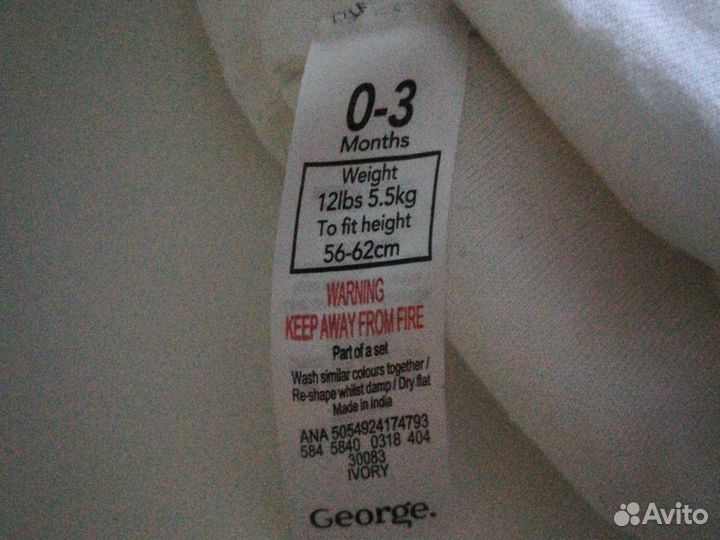 0-3
Months
Weight
12lbs 5.5kg
To fit height
56-62cm
WARNING
KEEP AWAY FROM FIRE
Part of a set
Wash similar colours together /
Re-shape whilst damp / Dry flat
Made in India
ANA 5054924174793
584 5840 0318 404
30083
IVORY
George.
Avito